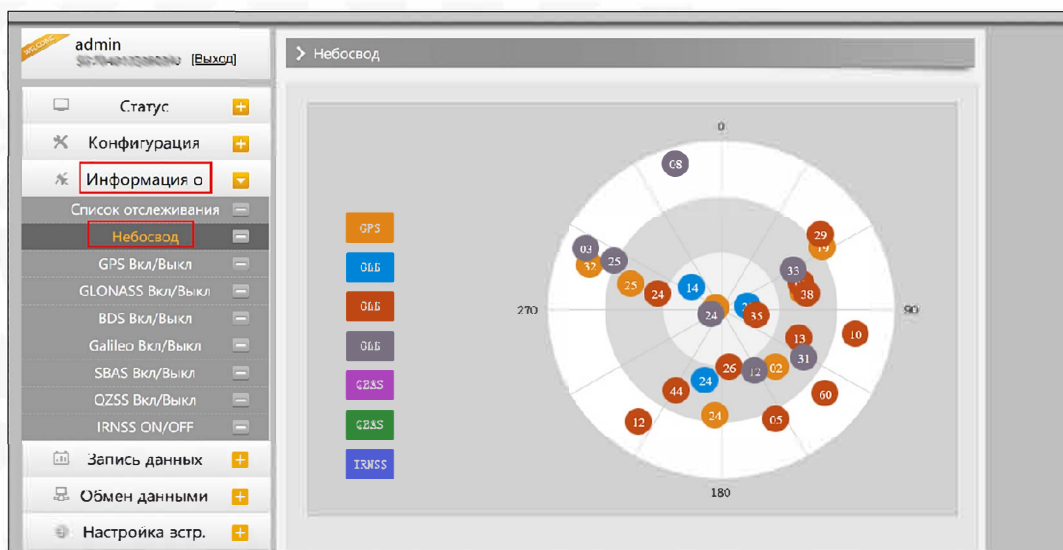 WELCOME
admin
[Выход]
Статус
Конфигурация
Информация о
Список отслеживания
Небосвод
GPS Вкл/Выкл
GLONASS Вкл/Выкл
BDS Вкл/Выкл
Galileo Вкл/Выкл
SBAS Вкл/Выкл
QZSS Вкл/Выкл
IRNSS ON/OFF
Запись данных
Обмен данными
Настройка встр.
Небосвод
GPS
IRNSS
0
90
180
270
08
29
19
03
32
25
33
38
25
24
14
24
35
10
13
31
26
12
02
24
44
60
24
12
05